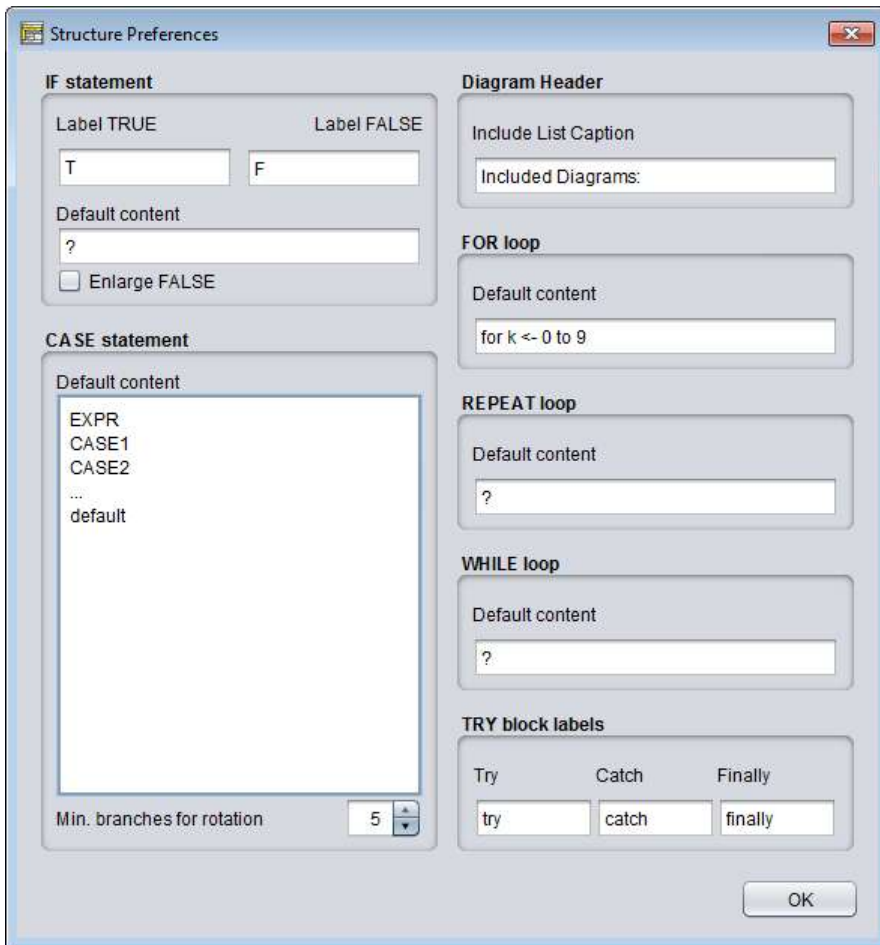 Structure Preferences
IF statement
Label TRUE
Label FALSE
T
F
Default content
?
Enlarge FALSE
CASE statement
Default content
EXPR
CASE1
CASE2
...
default
Min. branches for rotation
5
Diagram Header
Include List Caption
Included Diagrams:
FOR loop
Default content
for k <- 0 to 9
REPEAT loop
Default content
?
WHILE loop
Default content
?
TRY block labels
Try
Catch
Finally
try
catch
finally
OK